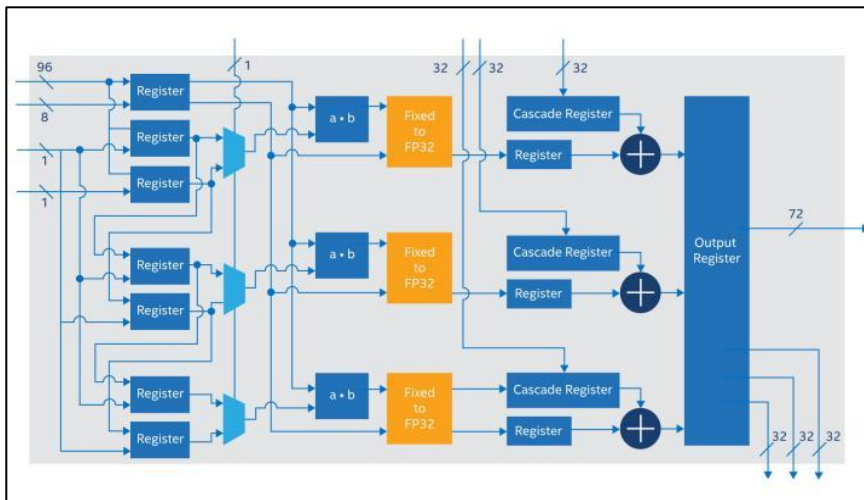 96
1
32
32
32
Register
8
a • b
Fixed
to
FP32
Cascade Register
Register
Register
1
Register
1
72
Output
Register
Register
a • b
Fixed
to
FP32
Cascade Register
Register
Register
Register
a • b
Fixed
to
FP32
Cascade Register
Register
Register
32
32
32